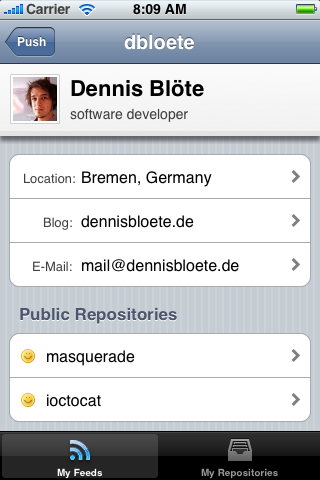 Carrier 8:09 AM
Push dbloete
Dennis Blöte
software developer
Location: Bremen, Germany
Blog: dennisbloete.de
E-Mail: mail@dennisbloete.de
Public Repositories
masquerade
ioctocat
My Feeds My Repositories